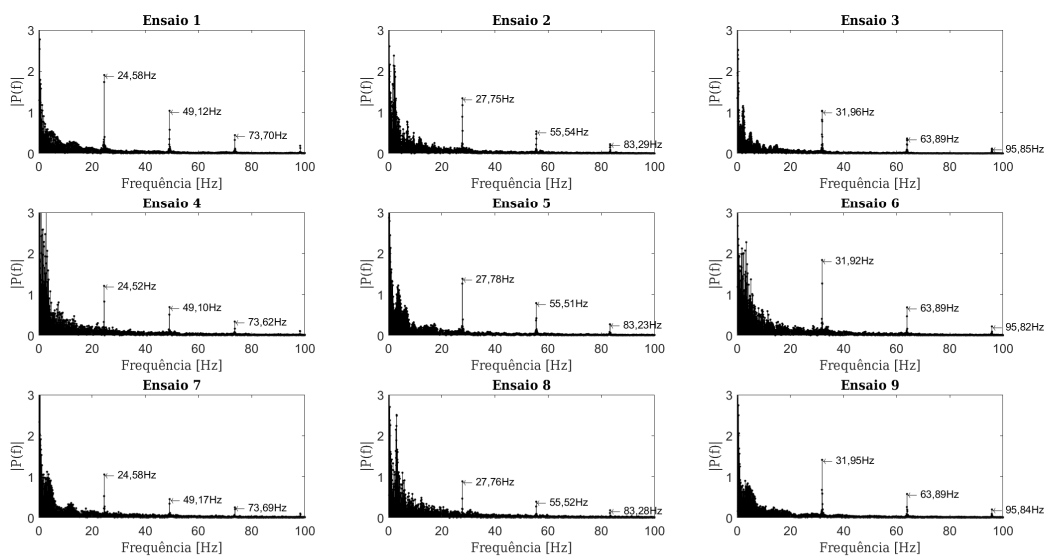 Ensaio 1
3
2
1
0
|P(f)|
24,58Hz
49,12Hz
73,70Hz
0 20 40 60 80 100
Frequência [Hz]
Ensaio 2
3
2
1
0
|P(f)|
27,75Hz
55,54Hz
83,29Hz
0 20 40 60 80 100
Frequência [Hz]
Ensaio 3
3
2
1
0
|P(f)|
31,96Hz
63,89Hz
95,85Hz
0 20 40 60 80 100
Frequência [Hz]
Ensaio 4
3
2
1
0
|P(f)|
24,52Hz
49,10Hz
73,62Hz
0 20 40 60 80 100
Frequência [Hz]
Ensaio 5
3
2
1
0
|P(f)|
27,78Hz
55,51Hz
83,23Hz
0 20 40 60 80 100
Frequência [Hz]
Ensaio 6
3
2
1
0
|P(f)|
31,92Hz
63,89Hz
95,82Hz
0 20 40 60 80 100
Frequência [Hz]
Ensaio 7
3
2
1
0
|P(f)|
24,58Hz
49,17Hz
73,69Hz
0 20 40 60 80 100
Frequência [Hz]
Ensaio 8
3
2
1
0
|P(f)|
27,76Hz
55,52Hz
83,28Hz
0 20 40 60 80 100
Frequência [Hz]
Ensaio 9
3
2
1
0
|P(f)|
31,95Hz
63,89Hz
95,84Hz
0 20 40 60 80 100
Frequência [Hz]